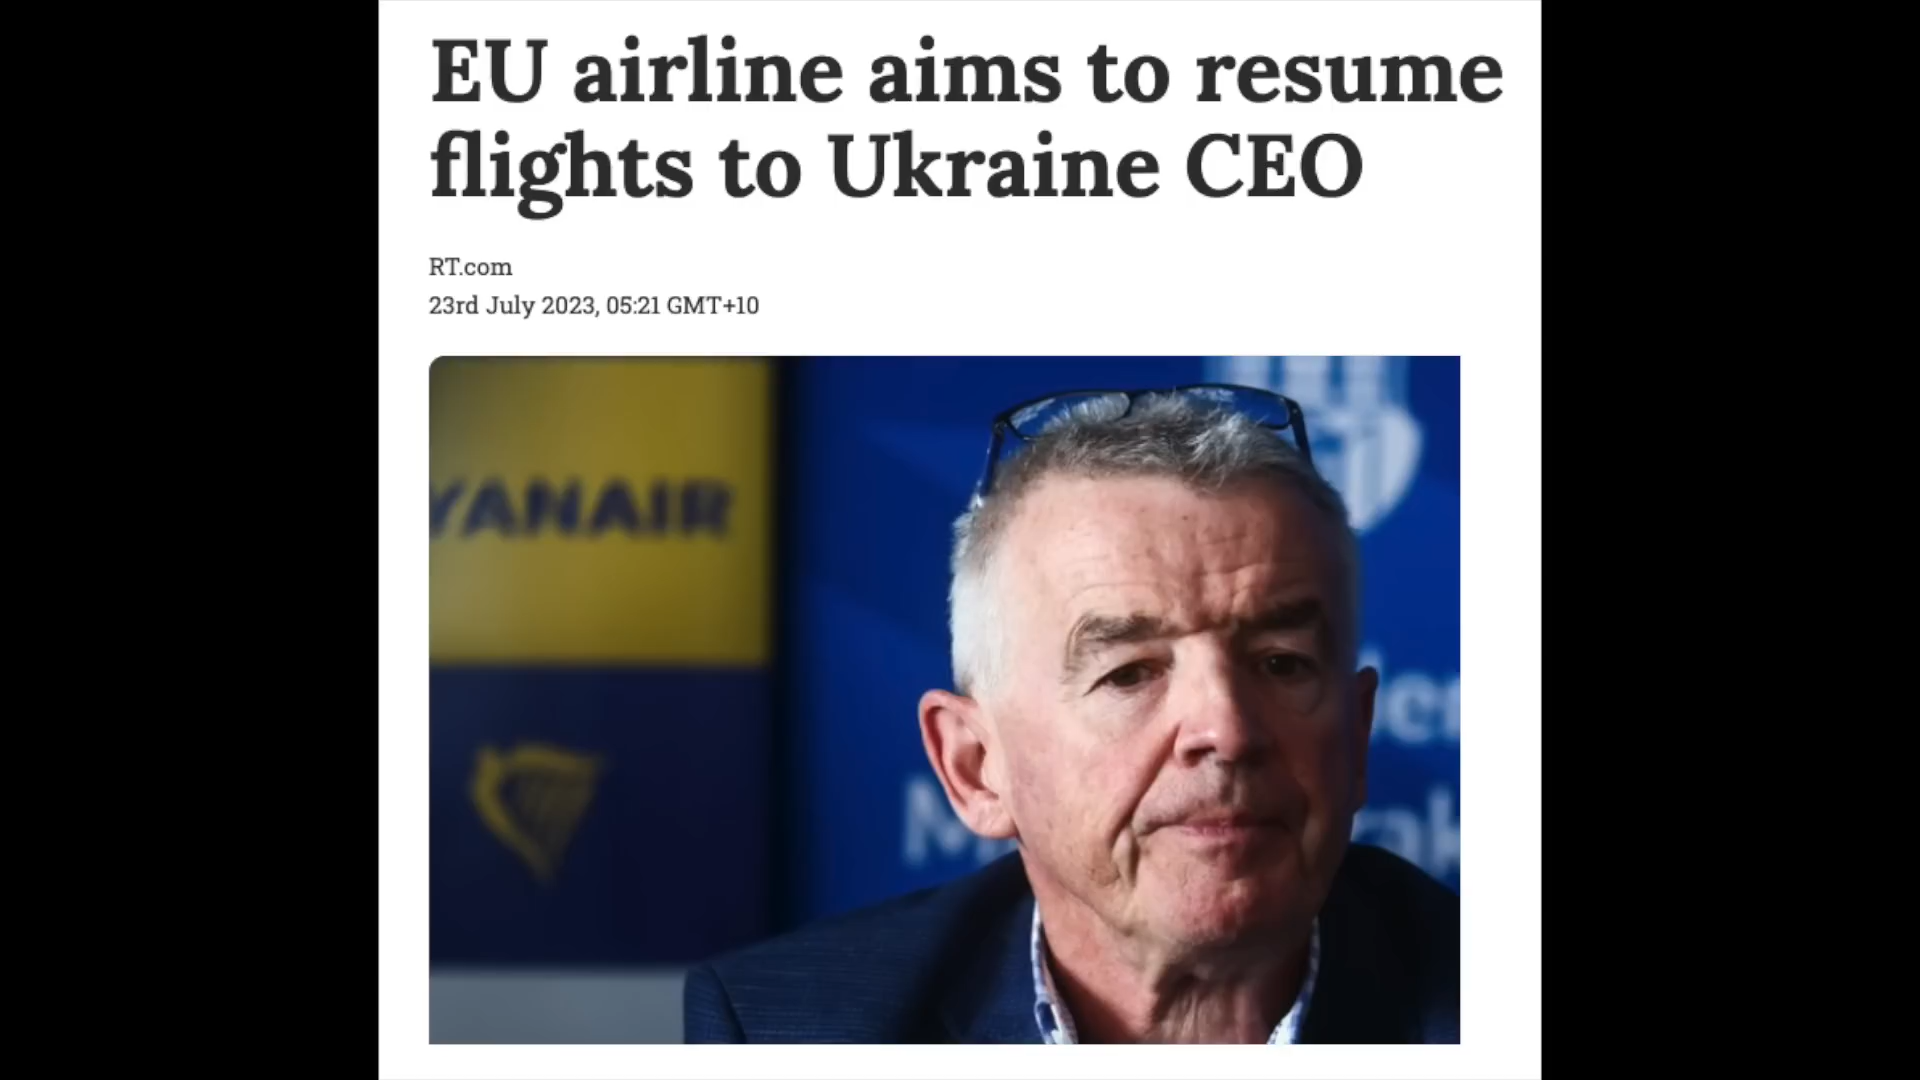 EU airline aims to resume
flights to Ukraine CEO
RT.com
23rd July 2023, 05:21 GMT+10
YANAIR